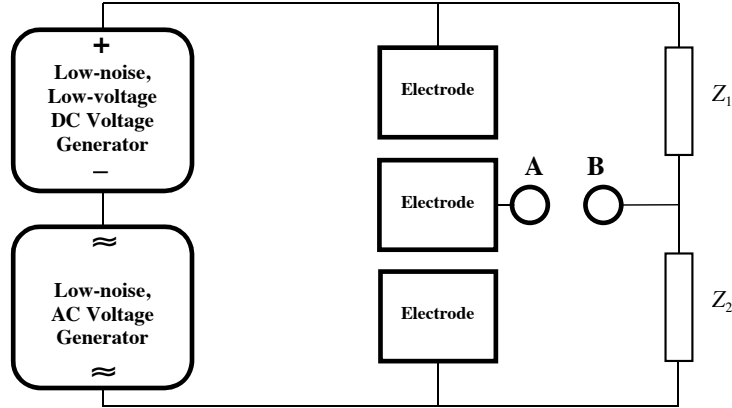 +
Low-noise,
Low-voltage
DC Voltage
Generator
−
≈
Low-noise,
AC Voltage
Generator
≈
Electrode
Electrode
Electrode
A B
Z1
Z2